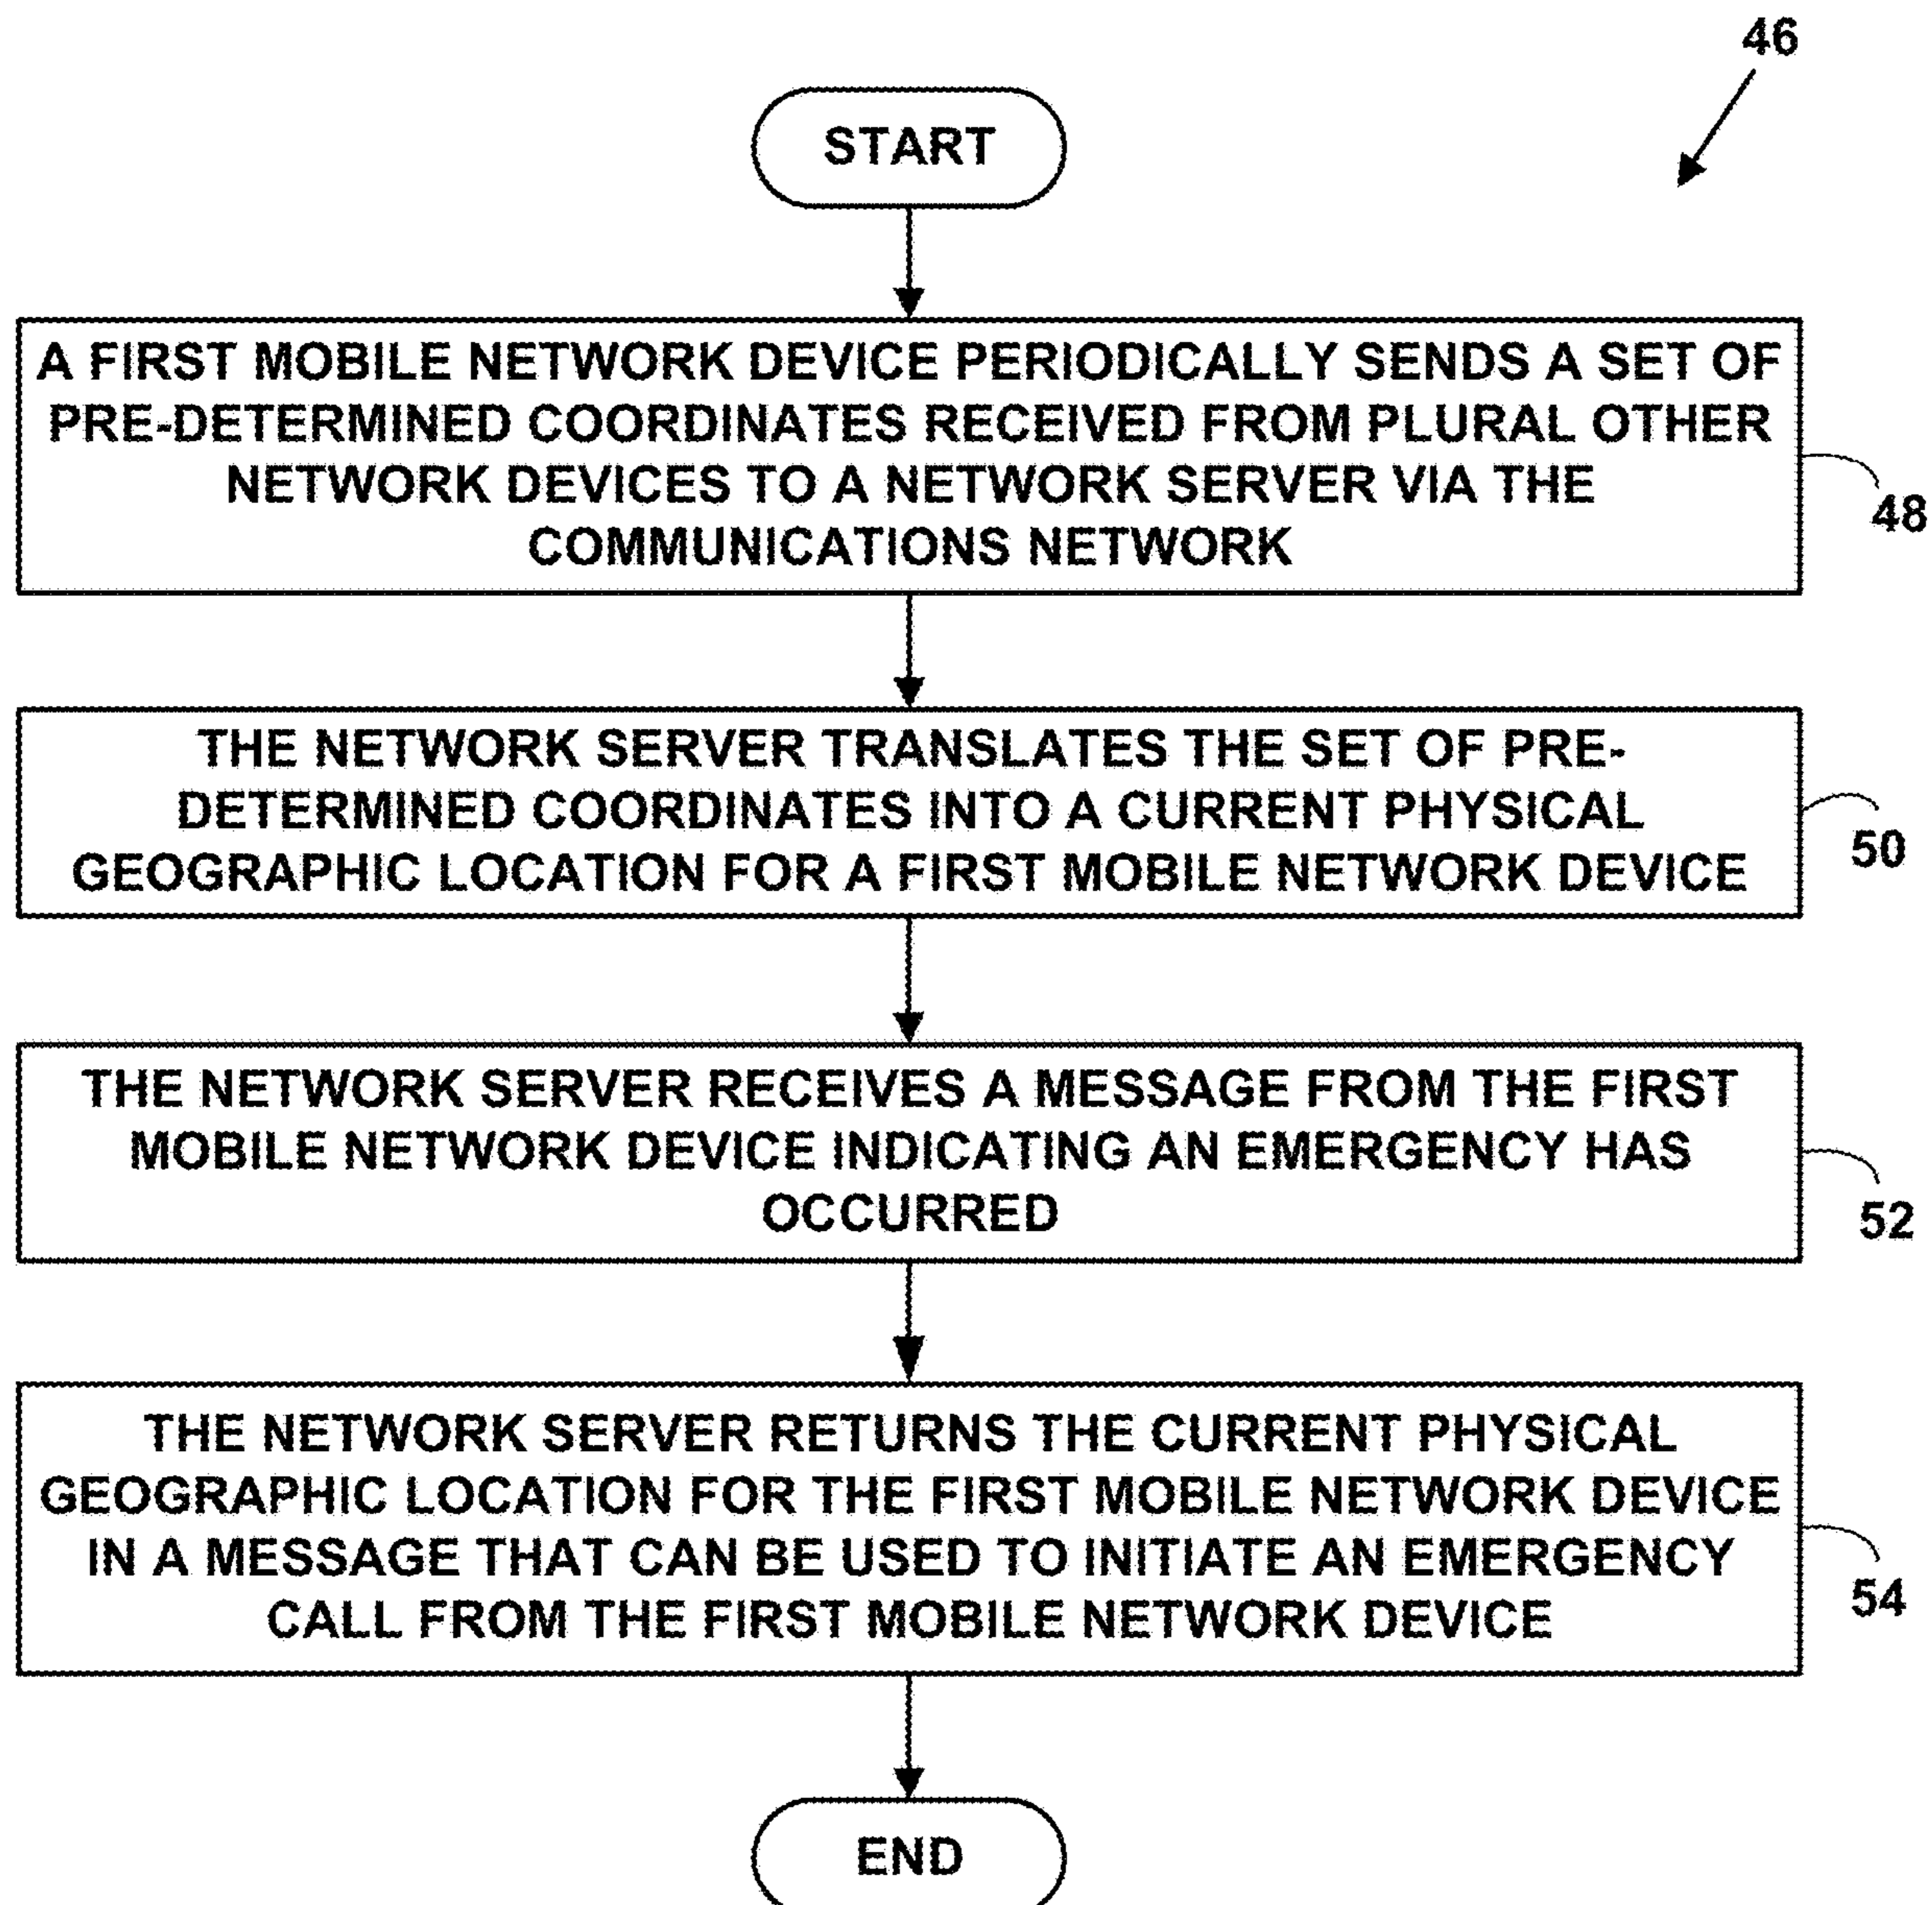 46
START
A FIRST MOBILE NETWORK DEVICE PERIODICALLY SENDS A SET OF
PRE-DETERMINED COORDINATES RECEIVED FROM PLURAL OTHER
NETWORK DEVICES TO A NETWORK SERVER VIA THE
COMMUNICATIONS NETWORK
48
THE NETWORK SERVER TRANSLATES THE SET OF PRE-
DETERMINED COORDINATES INTO A CURRENT PHYSICAL
GEOGRAPHIC LOCATION FOR A FIRST MOBILE NETWORK DEVICE
50
THE NETWORK SERVER RECEIVES A MESSAGE FROM THE FIRST
MOBILE NETWORK DEVICE INDICATING AN EMERGENCY HAS
OCCURRED
52
THE NETWORK SERVER RETURNS THE CURRENT PHYSICAL
GEOGRAPHIC LOCATION FOR THE FIRST MOBILE NETWORK DEVICE
IN A MESSAGE THAT CAN BE USED TO INITIATE AN EMERGENCY
CALL FROM THE FIRST MOBILE NETWORK DEVICE
54
END